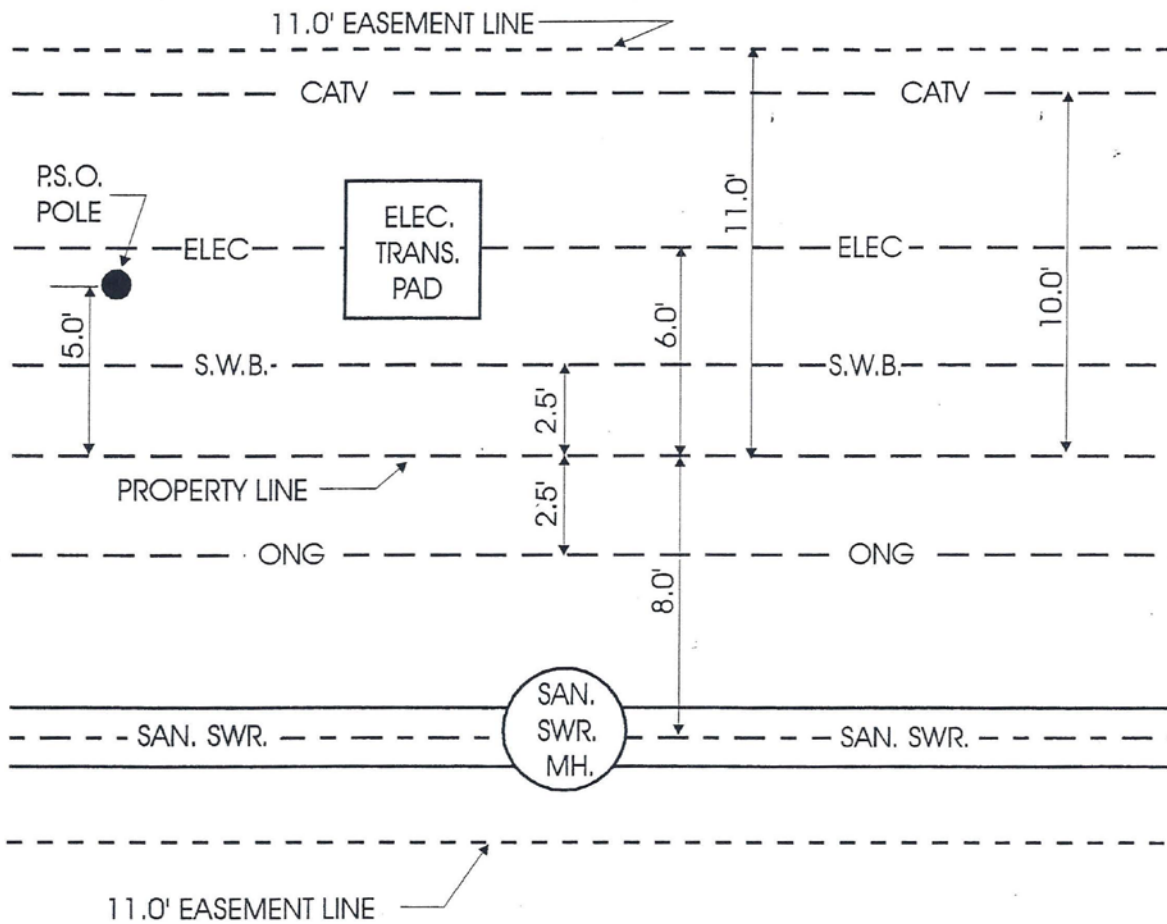 11.0' EASEMENT LINE
CATV
CATV
P.S.O.
POLE
ELEC.
TRANS.
PAD
11.0'
ELEC
ELEC
10.0'
5.0'
6.0'
S.W.B.
S.W.B.
2.5'
PROPERTY LINE
2.5'
ONG
ONG
8.0'
SAN.
SWR.
MH.
SAN. SWR.
SAN. SWR.
11.0' EASEMENT LINE